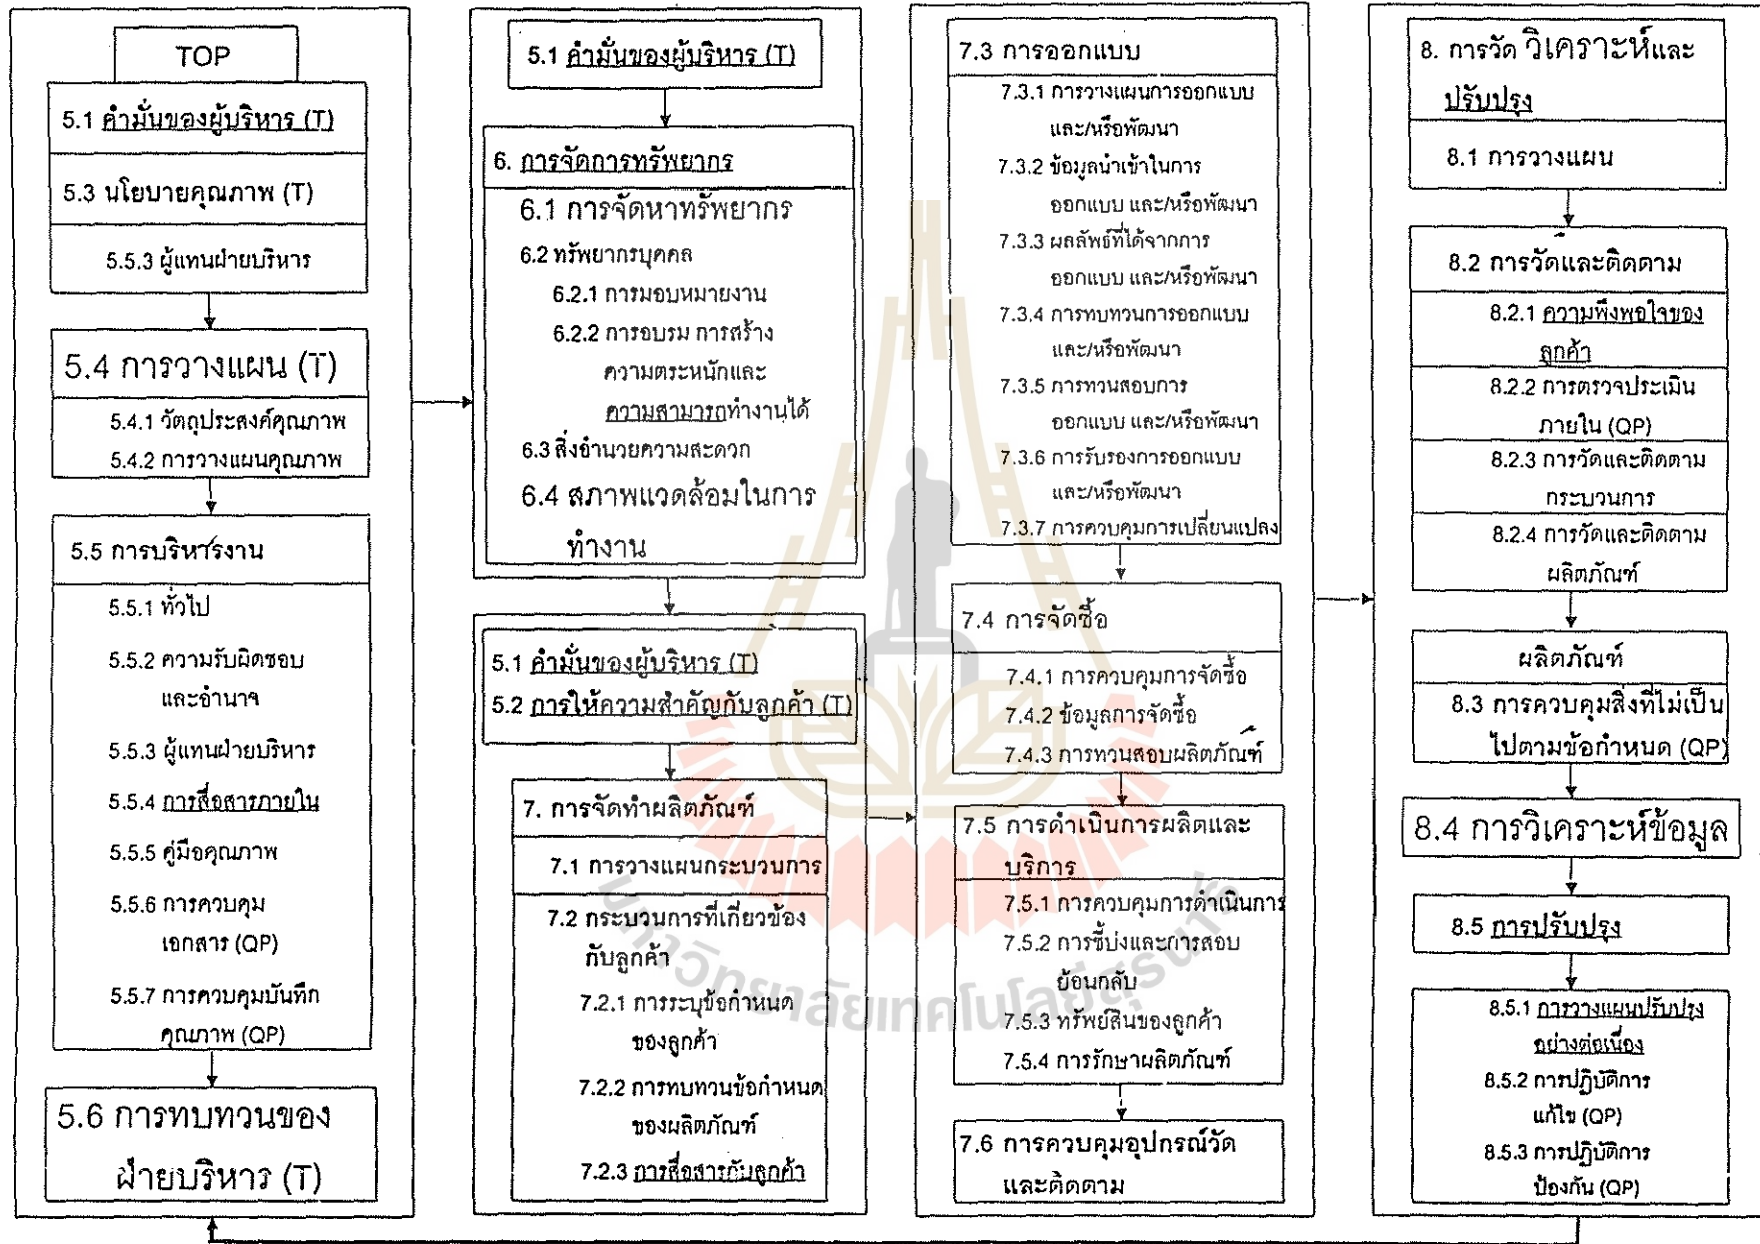 TOP
5.1 คำมั่นของผู้บริหาร (T)
5.3 นโยบายคุณภาพ (T)
5.5.3 ผู้แทนฝ่ายบริหาร
5.4 การวางแผน (T)
5.4.1 วัตถุประสงค์คุณภาพ
5.4.2 การวางแผนคุณภาพ
5.5 การบริหารงาน
5.5.1 ทั่วไป
5.5.2 ความรับผิดชอบ
และอำนาจ
5.5.3 ผู้แทนฝ่ายบริหาร
5.5.4 การสื่อสารภายใน
5.5.5 คู่มือคุณภาพ
5.5.6 การควบคุม
เอกสาร (QP)
5.5.7 การควบคุมบันทึก
คุณภาพ (QP)
5.6 การทบทวนของ
ฝ่ายบริหาร (T)
5.1 คำมั่นของผู้บริหาร (T)
6. การจัดการทรัพยากร
6.1 การจัดหาทรัพยากร
6.2 ทรัพยากรบุคคล
6.2.1 การมอบหมายงาน
6.2.2 การอบรม การสร้าง
ความตระหนักและ
ความสามารถทำงานได้
6.3 สิ่งอำนวยความสะดวก
6.4 สภาพแวดล้อมในการ
ทำงาน
5.1 คำมั่นของผู้บริหาร (T)
5.2 การให้ความสำคัญกับลูกค้า (T)
7. การจัดทำผลิตภัณฑ์
7.1 การวางแผนกระบวนการ
7.2 กระบวนการที่เกี่ยวข้อง
กับลูกค้า
7.2.1 การระบุข้อกำหนด
ของลูกค้า
7.2.2 การทบทวนข้อกำหนด
ของผลิตภัณฑ์
7.2.3 การสื่อสารกับลูกค้า
7.3 การออกแบบ
7.3.1 การวางแผนการออกแบบ
และ/หรือพัฒนา
7.3.2 ข้อมูลนำเข้าในการ
ออกแบบ และ/หรือพัฒนา
7.3.3 ผลลัพธ์ที่ได้จากการ
ออกแบบ และ/หรือพัฒนา
7.3.4 การทบทวนการออกแบบ
และ/หรือพัฒนา
7.3.5 การทวนสอบการ
ออกแบบ และ/หรือพัฒนา
7.3.6 การรับรองการออกแบบ
และ/หรือพัฒนา
7.3.7 การควบคุมการเปลี่ยนแปลง
7.4 การจัดซื้อ
7.4.1 การควบคุมการจัดซื้อ
7.4.2 ข้อมูลการจัดซื้อ
7.4.3 การทวนสอบผลิตภัณฑ์
7.5 การดำเนินการผลิตและ
บริการ
7.5.1 การควบคุมการดำเนินการ
7.5.2 การชี้บ่งและการสอบ
ย้อนกลับ
7.5.3 ทรัพย์สินของลูกค้า
7.5.4 การรักษาผลิตภัณฑ์
7.6 การควบคุมอุปกรณ์วัด
และติดตาม
8. การวัด วิเคราะห์และ
ปรับปรุง
8.1 การวางแผน
8.2 การวัดและติดตาม
8.2.1 ความพึงพอใจของ
ลูกค้า
8.2.2 การตรวจประเมิน
ภายใน (QP)
8.2.3 การวัดและติดตาม
กระบวนการ
8.2.4 การวัดและติดตาม
ผลิตภัณฑ์
ผลิตภัณฑ์
8.3 การควบคุมสิ่งที่ไม่เป็น
ไปตามข้อกำหนด (QP)
8.4 การวิเคราะห์ข้อมูล
8.5 การปรับปรุง
8.5.1 การวางแผนปรับปรุง
อย่างต่อเนื่อง
8.5.2 การปฏิบัติการ
แก้ไข (QP)
8.5.3 การปฏิบัติการ
ป้องกัน (QP)
มหาวิทยาลัยเทคโนโลยีสุรนารี